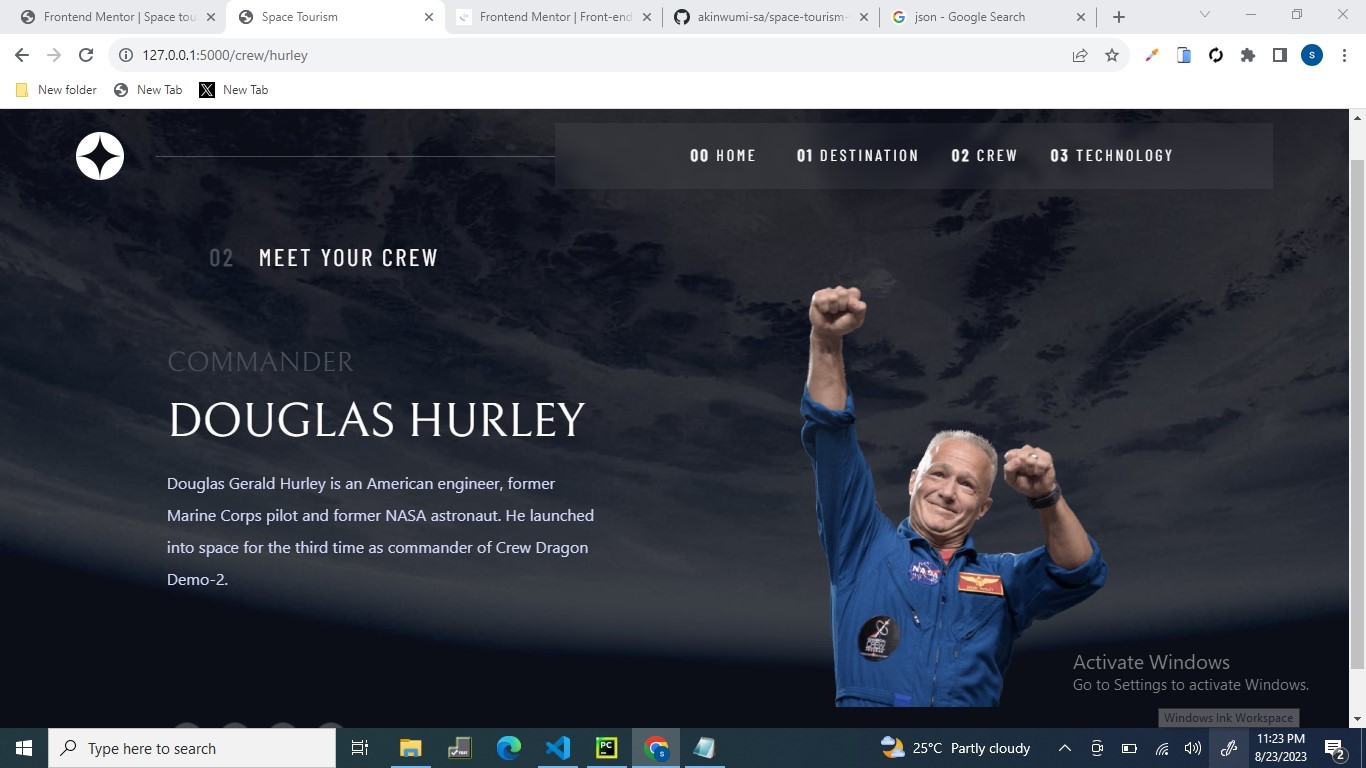 Frontend Mentor | Space tou
Space Tourism
Frontend Mentor | Front-end
akinwumi-sa/space-tourism-
json - Google Search
127.0.0.1:5000/crew/hurley
S
New folder
New Tab
X
New Tab
00 HOME
01 DESTINATION
02 CREW
03 TECHNOLOGY
02 MEET YOUR CREW
COMMANDER
DOUGLAS HURLEY
Douglas Gerald Hurley is an American engineer, former
Marine Corps pilot and former NASA astronaut. He launched
into space for the third time as commander of Crew Dragon
Demo-2.
NASA
Activate Windows
Go to Settings to activate Windows.
Windows Ink Workspace
Type here to search
PC
25°C Partly cloudy
11:23 PM
8/23/2023
2